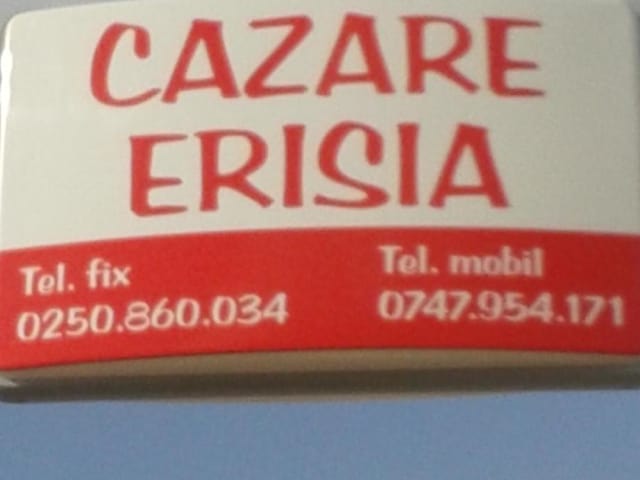 CAZARE
ERISIA
Tel. fix
0250.860.034
Tel. mobil
0747.954.171